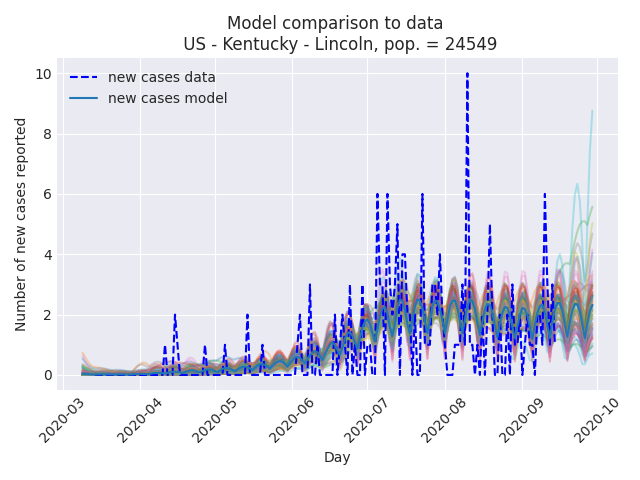 Model comparison to data
US - Kentucky - Lincoln, pop. = 24549
new cases data
new cases model
Number of new cases reported
10
8
6
4
2
0
2020-03
2020-04
2020-05
2020-06
2020-07
2020-08
2020-09
2020-10
Day